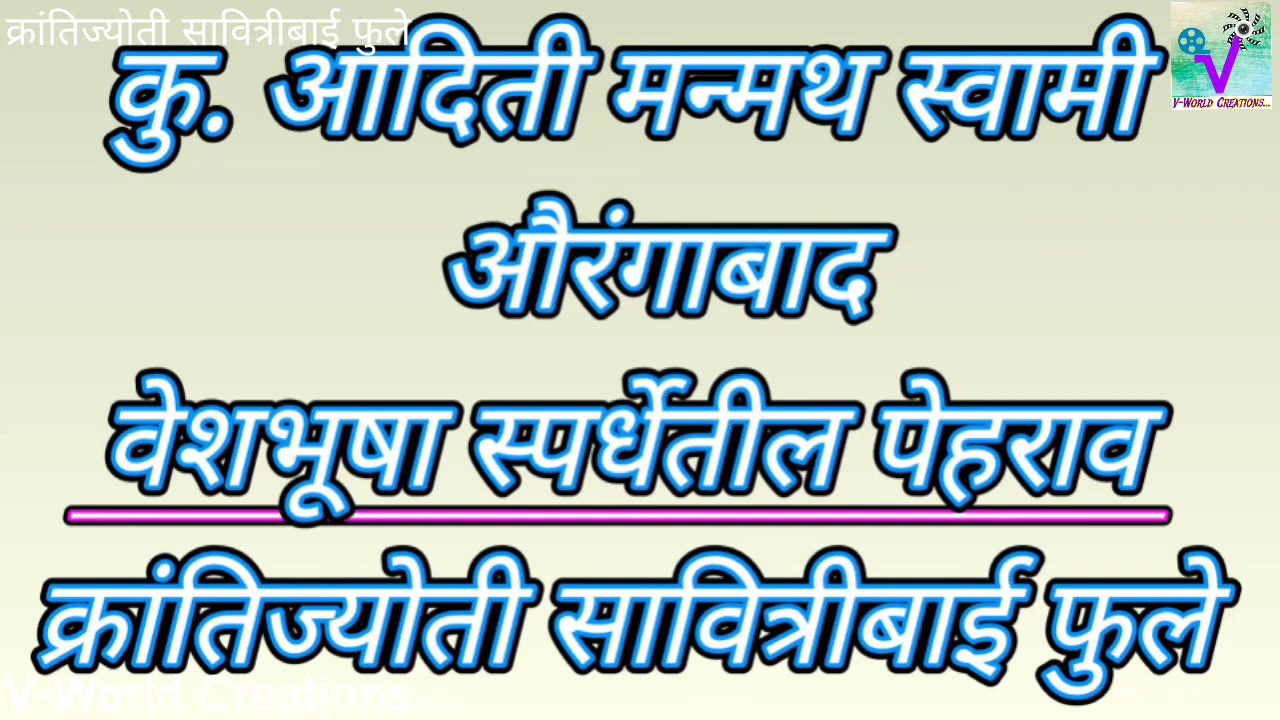 क्रांतिज्योती सावित्रीबाई फुले
कु. आदिती मन्मथ स्वामी
V-WORLD CREATIONS...
औरंगाबाद
वेशभूषा स्पर्धेतील पेहराव
क्रांतिज्योती सावित्रीबाई फुले
V-World Creations...